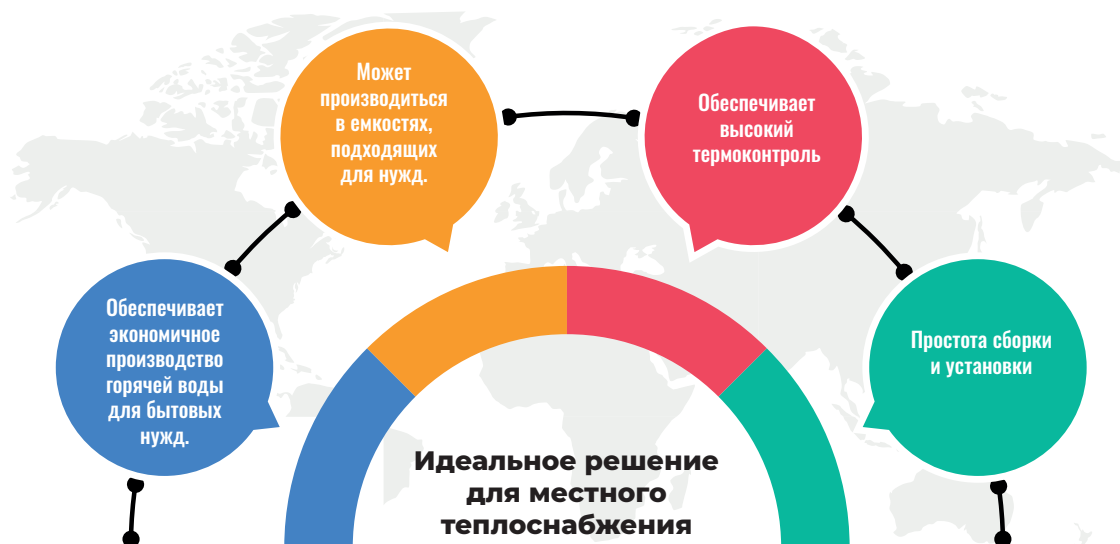 Может
производиться
в емкостях,
подходящих
для нужд.
Обеспечивает
высокий
термоконтроль
Обеспечивает
экономичное
производство
горячей воды
для бытовых
нужд.
Простота сборки
и установки
Идеальное решение
для местного
теплоснабжения